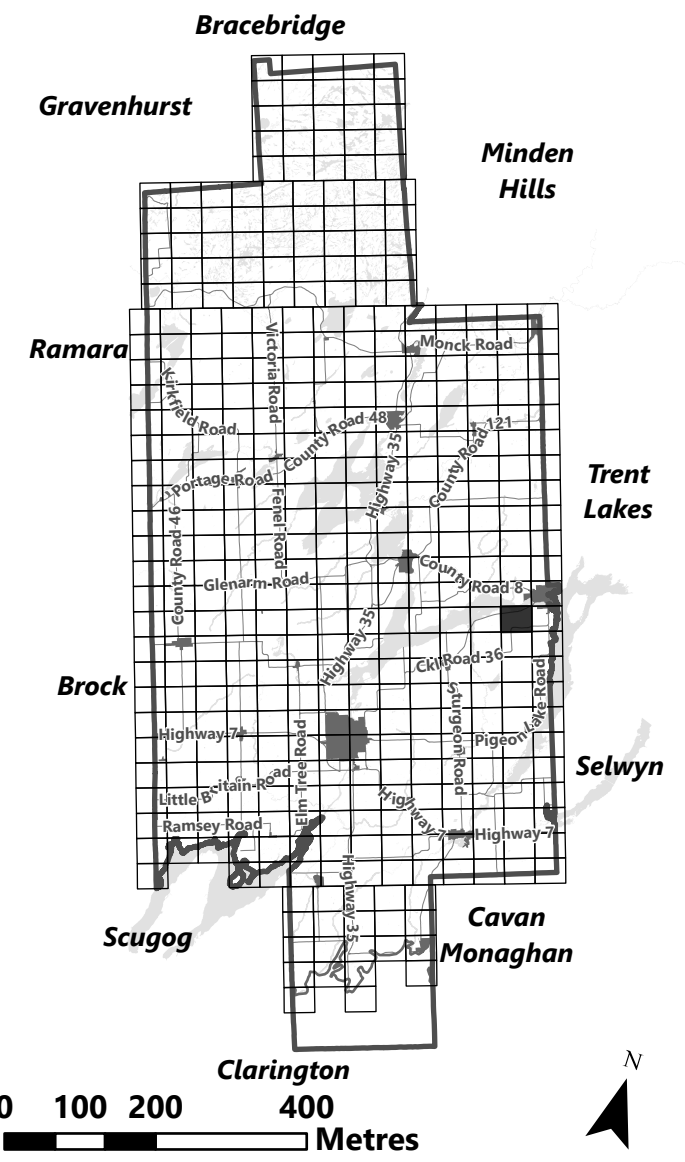 Bracebridge
Gravenhurst
Minden
Hills
Ramara
Monck Road
Victoria Road
Kirkfield Road
County Road 48
County Road 121
Highway 35
Portage Road
Trent
Lakes
Fenel Road
County Road 46
County Road 8
Glenarm Road
Highway 35
Ckl Road 36
Brock
Sturgeon Road
Pigeon Lake Road
Highway 7
Elm Tree Road
Selwyn
Little Britain Road
Highway 7
Ramsey Road
Highway 7
Highway 35
Scugog
Cavan
Monaghan
Clarington
N
0 100 200 400
Metres